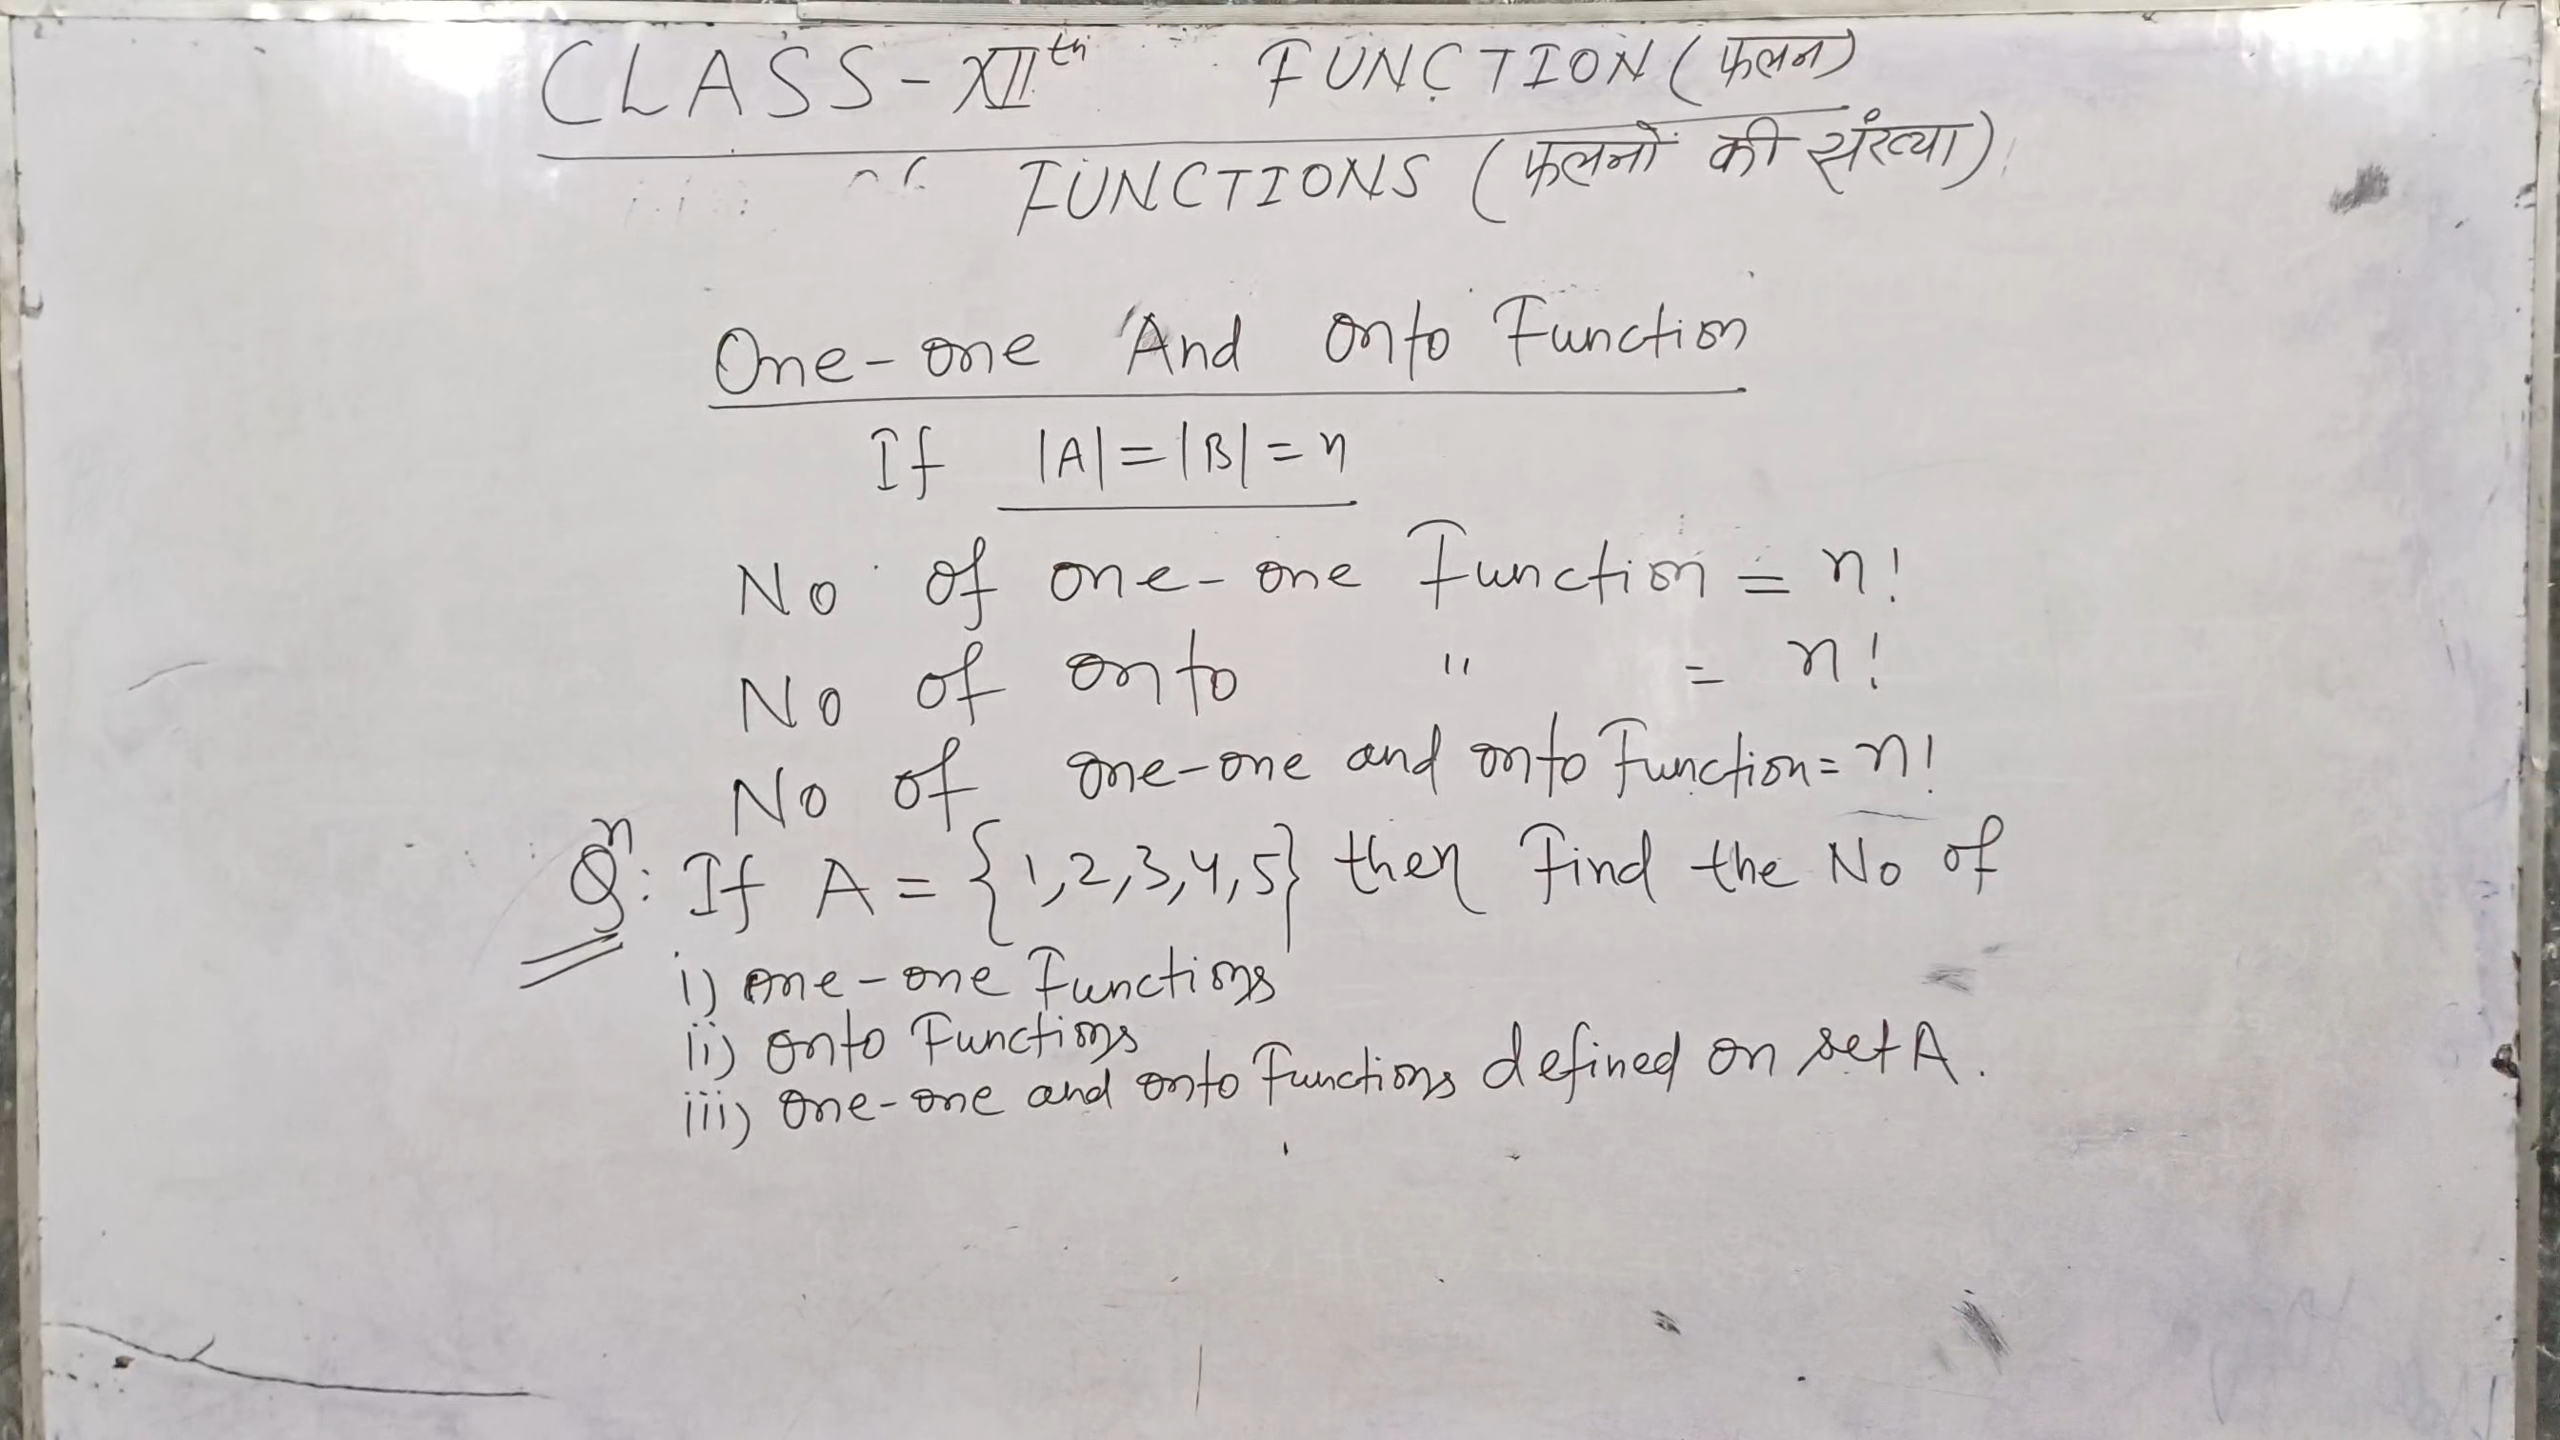 CLASS-XIIth FUNCTION (फलन)
FUNCTIONS (फलनों की संख्या)
One-one And onto Function
If |A|=|B|=n
No of one-one Function = n!
No of onto " = n!
No of one-one and onto Function = n!
Qn: If A = {1,2,3,4,5} then Find the No of
i) one-one Functions
ii) onto Functions
iii) one-one and onto Functions defined on set A.